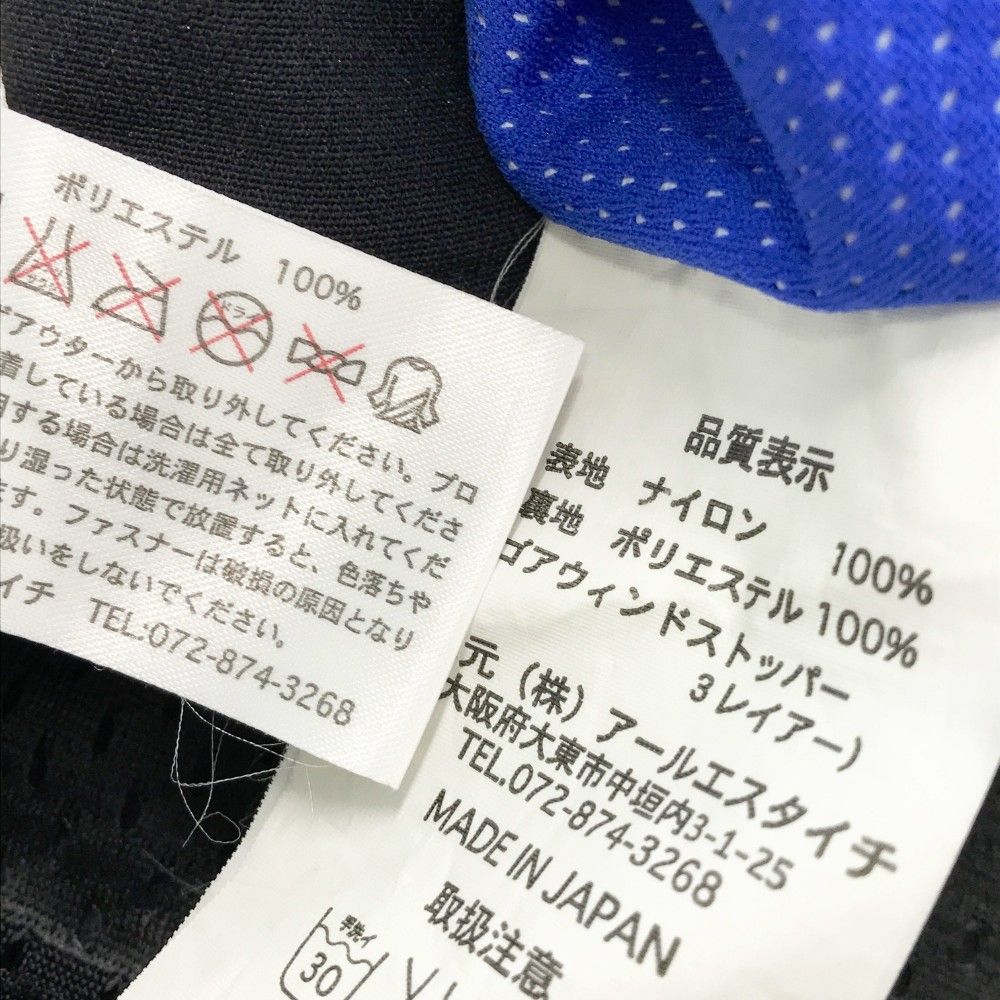 ポリエステル 100%
ドライ
アウターから取り外してください。プロ
着している場合は全て取り外してくださ
用する場合は洗濯用ネットに入れてくだ
り湿った状態で放置すると、色落ちや
ます。ファスナーは破損の原因となり
扱いをしないでください。
イチ TEL:072-874-3268
品質表示
表地 ナイロン 100%
裏地 ポリエステル 100%
ゴアウィンドストッパー
3レイアー)
元 (株) アールエスタイチ
大阪府大東市中垣内3-1-25
TEL.072-874-3268
MADE IN JAPAN
取扱注意
手洗イ
30